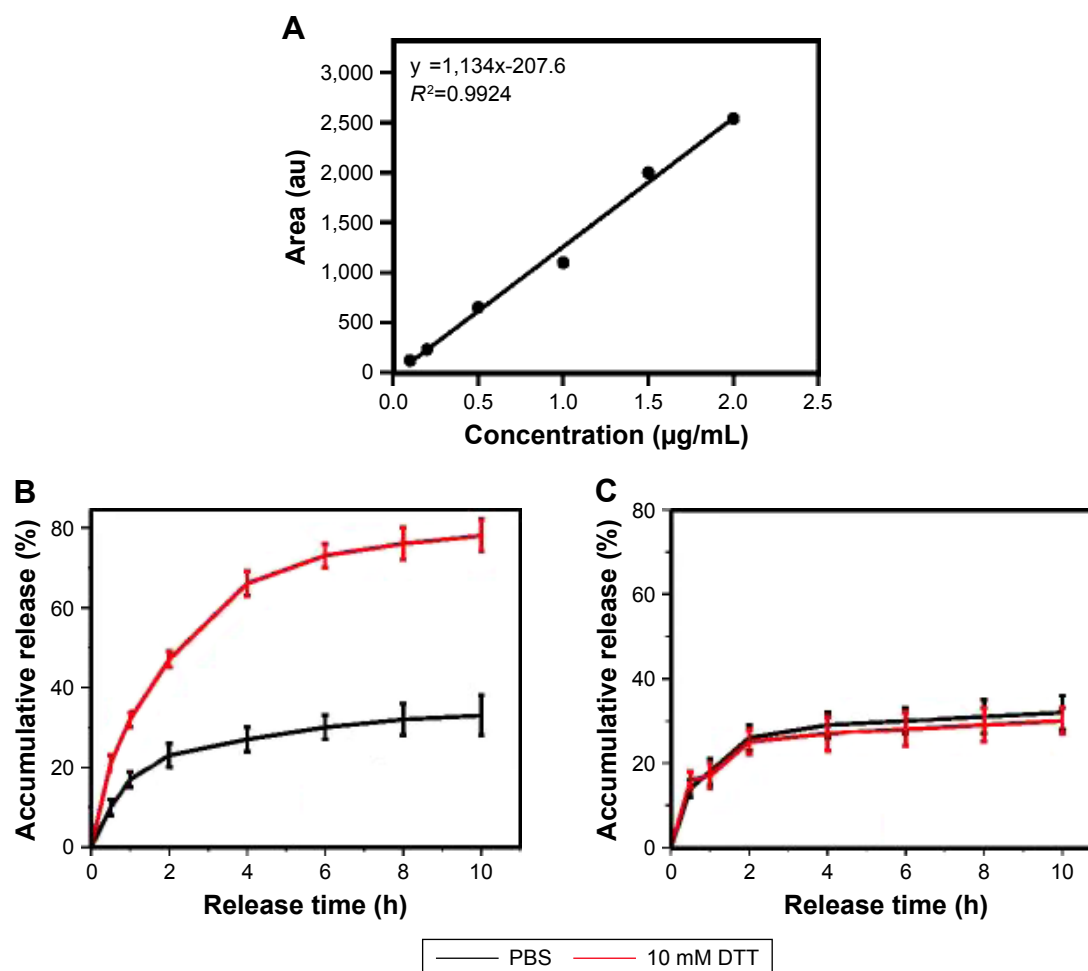 A
y =1,134x-207.6
R²=0.9924
3,000
2,500
2,000
1,500
1,000
500
0
Area (au)
0.0 0.5 1.0 1.5 2.0 2.5
Concentration (µg/mL)
B
80
60
40
20
0
Accumulative release (%)
0 2 4 6 8 10
Release time (h)
C
80
60
40
20
0
Accumulative release (%)
0 2 4 6 8 10
Release time (h)
PBS 10 mM DTT